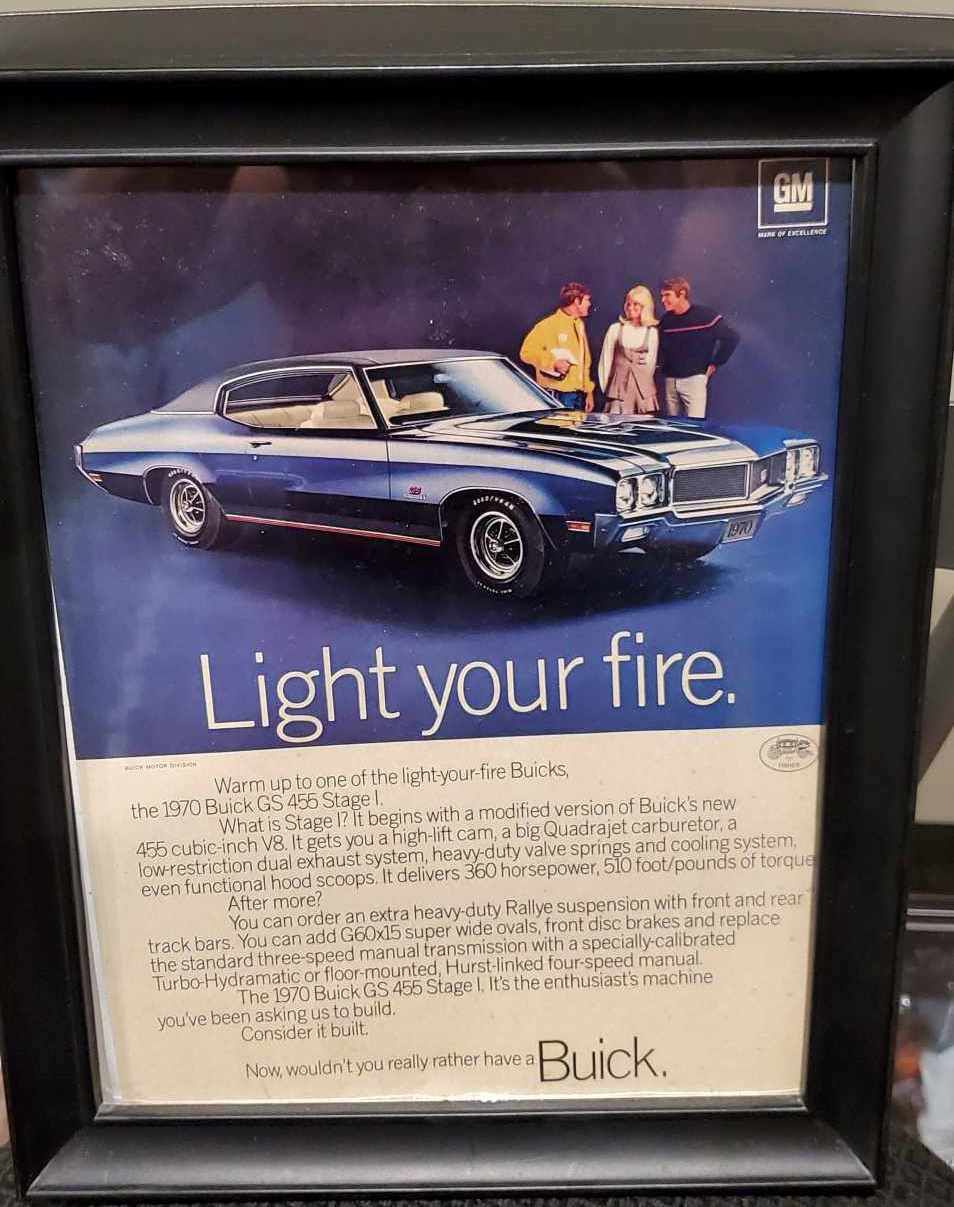 GM
MARK OF EXCELLENCE
GS
GOODYEAR
1970
Light your fire.
BUICK MOTOR DIVISION
FISHER
Warm up to one of the light-your-fire Buicks,
the 1970 Buick GS 455 Stage I.
What is Stage I? It begins with a modified version of Buick's new
455 cubic-inch V8. It gets you a high-lift cam, a big Quadrajet carburetor, a
low-restriction dual exhaust system, heavy-duty valve springs and cooling system,
even functional hood scoops. It delivers 360 horsepower, 510 foot/pounds of torque
After more?
You can order an extra heavy-duty Rallye suspension with front and rear
track bars. You can add G60x15 super wide ovals, front disc brakes and replace
the standard three-speed manual transmission with a specially-calibrated
Turbo-Hydramatic or floor-mounted, Hurst-linked four-speed manual.
The 1970 Buick GS 455 Stage I. It's the enthusiast's machine
you've been asking us to build.
Consider it built.
Now, wouldn't you really rather have a Buick.